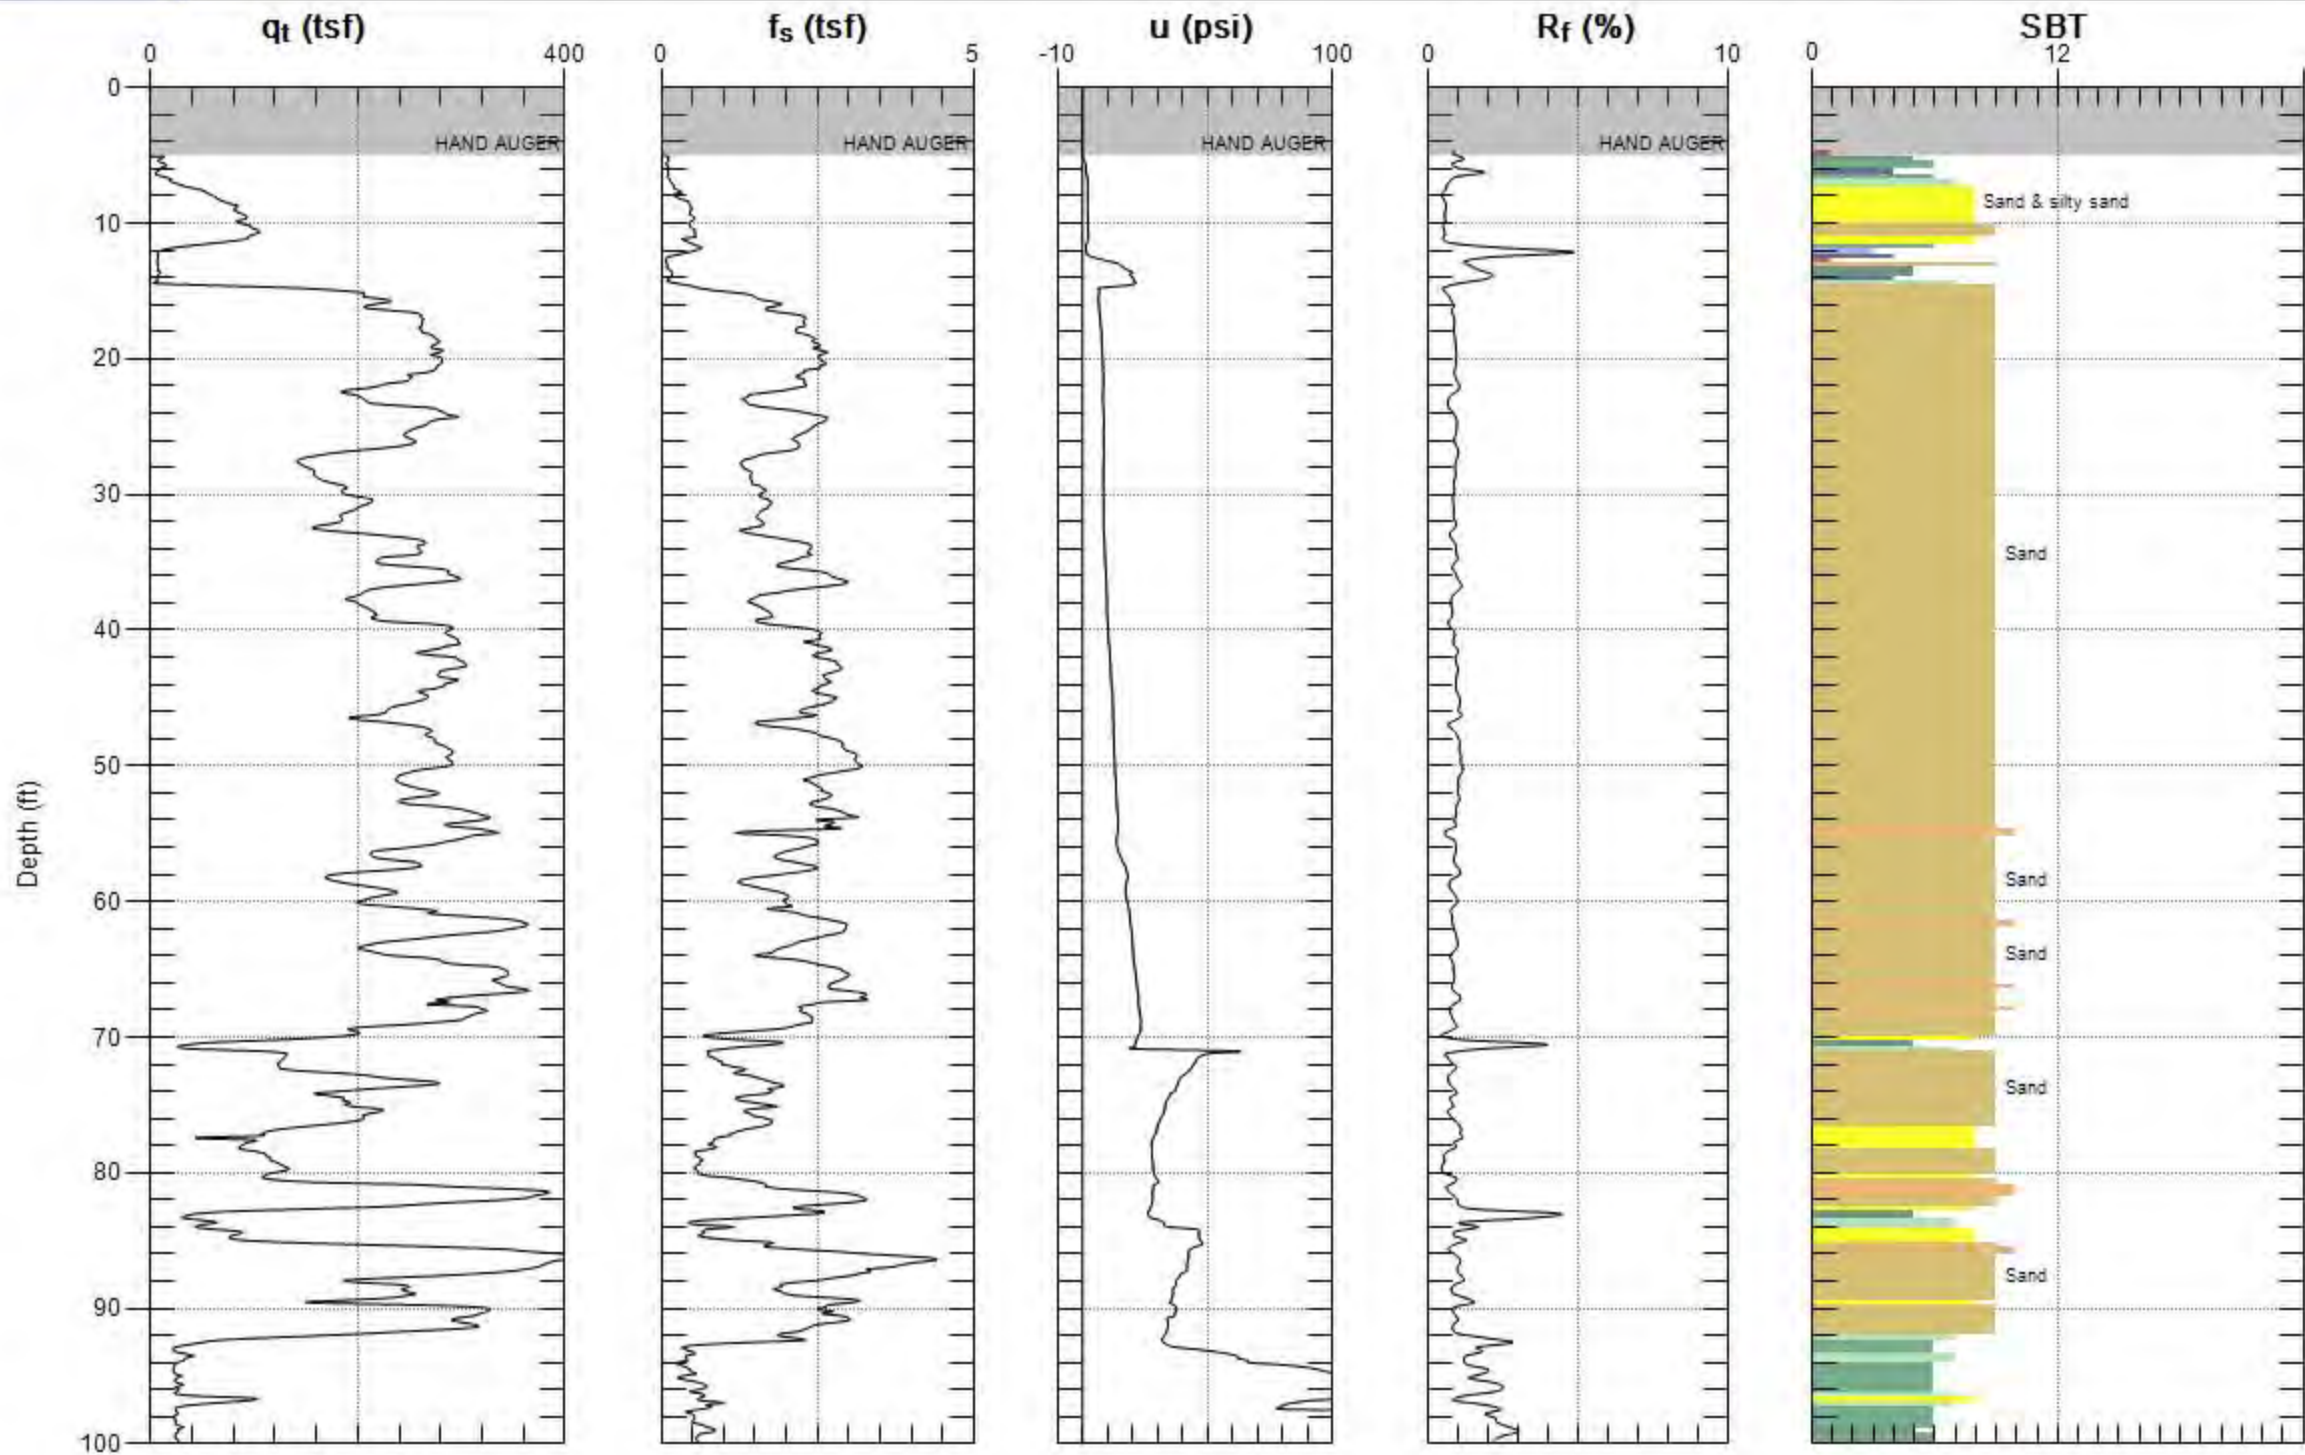 qt (tsf) fs (tsf) u (psi) Rf (%) SBT
0 400 0 5 -10 100 0 10 0 12
0
HAND AUGER HAND AUGER HAND AUGER HAND AUGER
Sand & silty sand
10
20
30
Sand
40
50
Depth (ft)
Sand
60
Sand
70
Sand
80
Sand
90
100